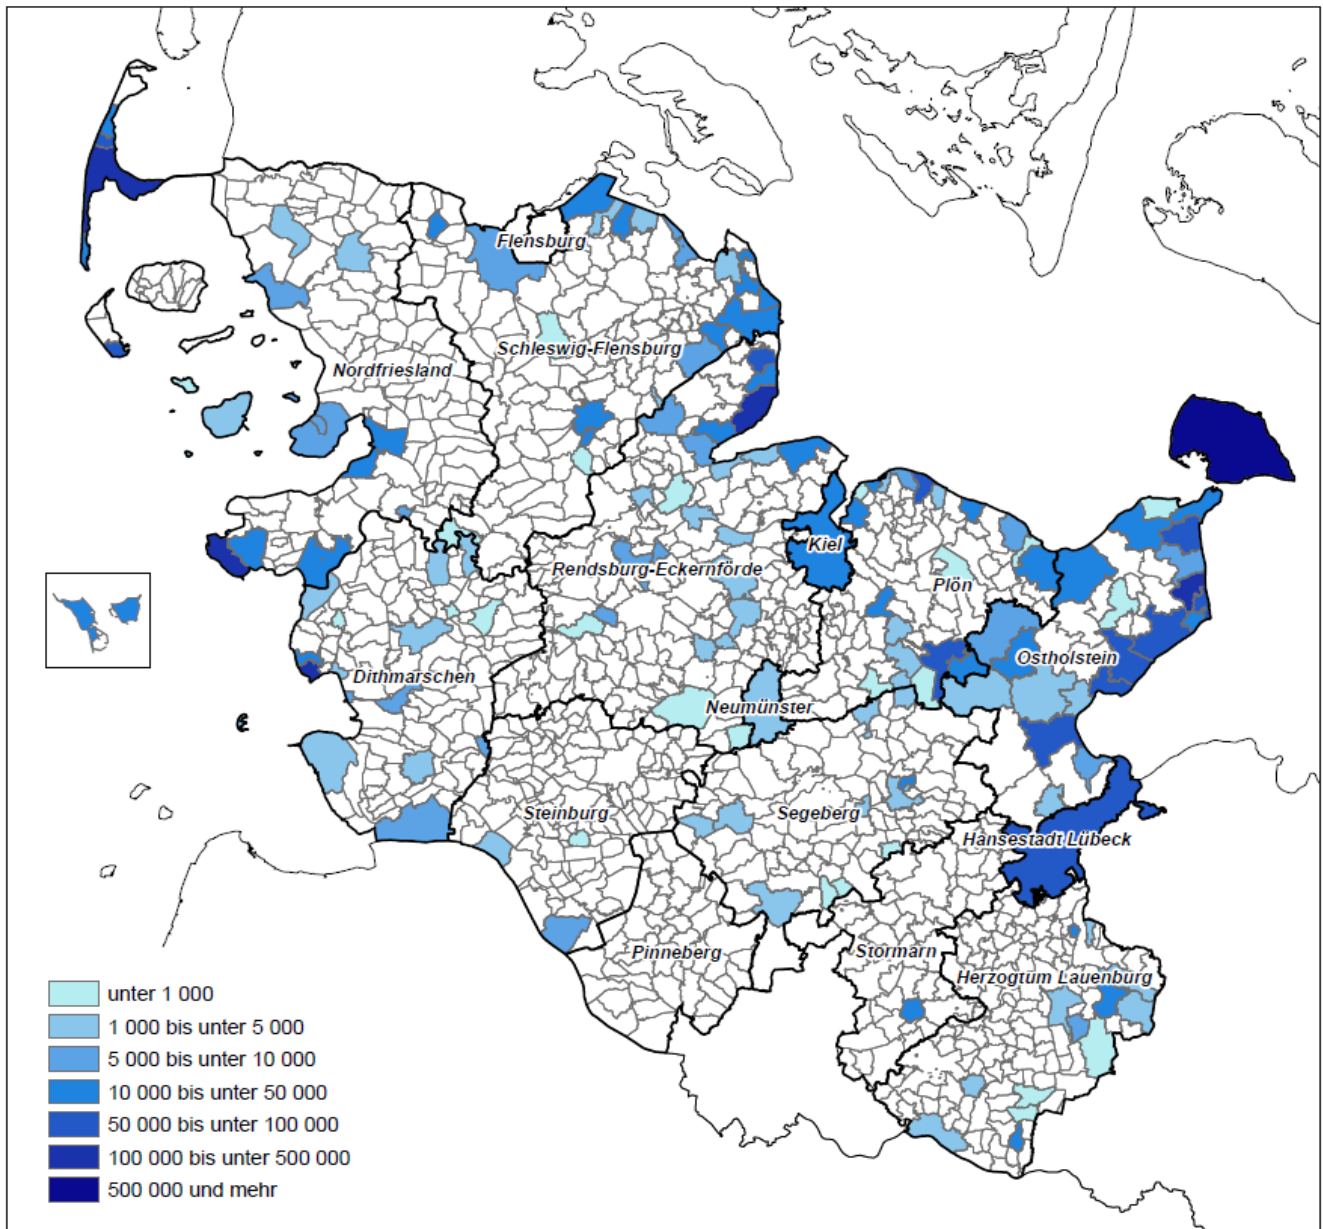 Flensburg
Schleswig-Flensburg
Nordfriesland
Kiel
Rendsburg-Eckernförde
Plön
Ostholstein
Dithmarschen
Neumünster
Steinburg
Segeberg
Hansestadt Lübeck
Pinneberg
Stormarn
Herzogtum Lauenburg
unter 1 000
1 000 bis unter 5 000
5 000 bis unter 10 000
10 000 bis unter 50 000
50 000 bis unter 100 000
100 000 bis unter 500 000
500 000 und mehr